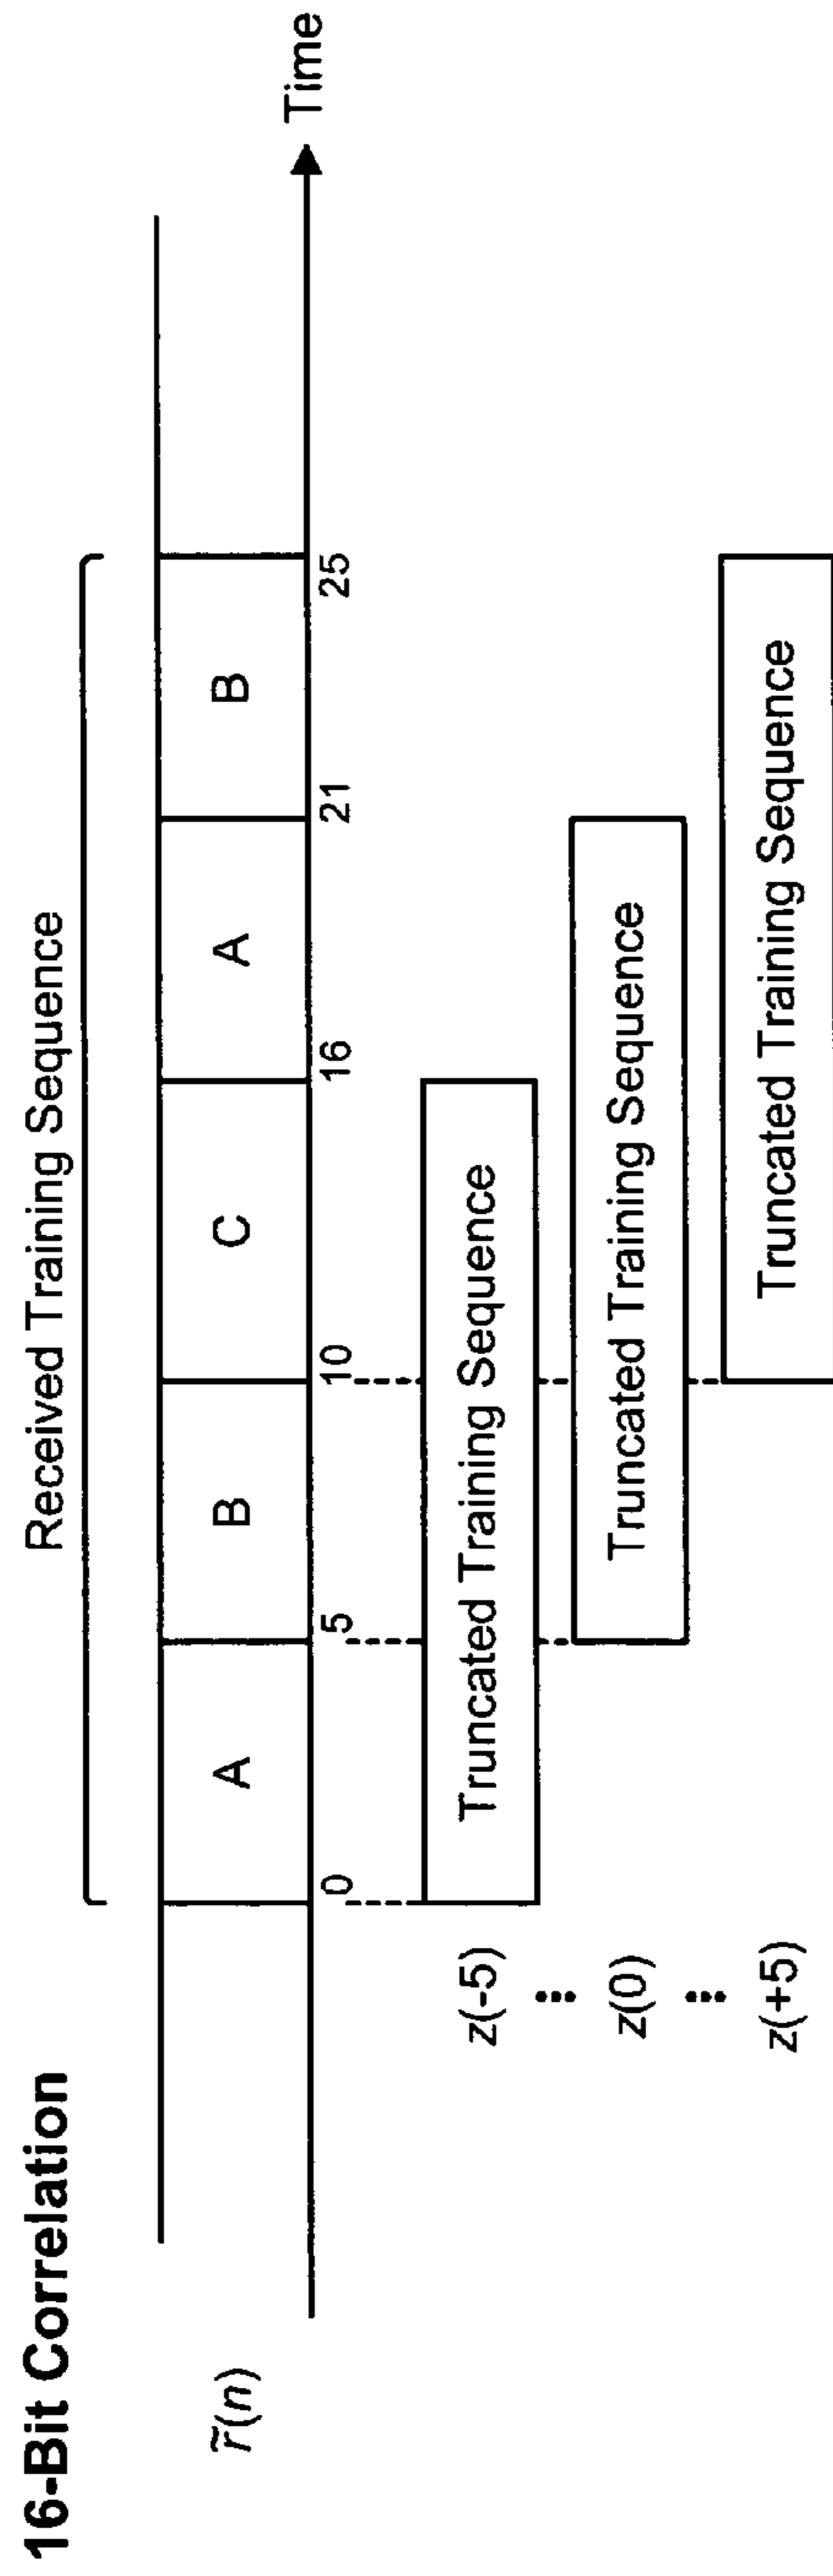 16-Bit Correlation
Received Training Sequence
r̃(n)
A B C A B
Time
0 5 10 16 21 25
z(-5)
Truncated Training Sequence
z(0)
Truncated Training Sequence
z(+5)
Truncated Training Sequence